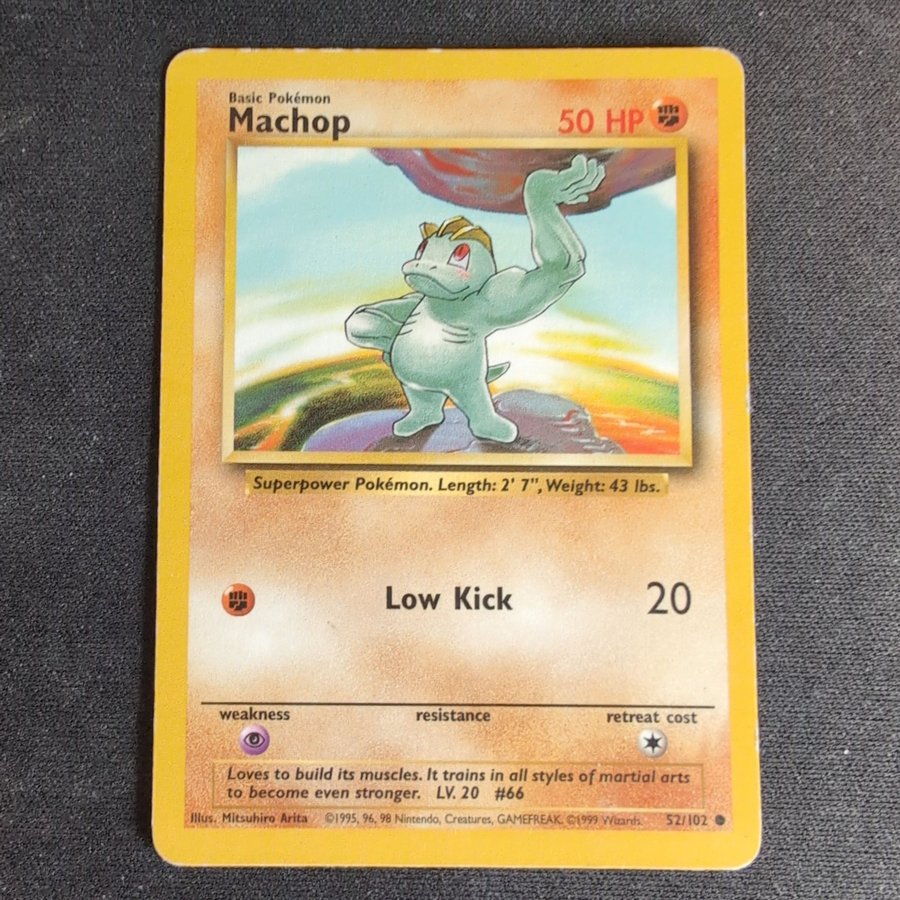 Basic Pokémon
Machop
50 HP
Superpower Pokémon. Length: 2' 7", Weight: 43 lbs.
Low Kick 20
weakness resistance retreat cost
Loves to build its muscles. It trains in all styles of martial arts
to become even stronger. LV. 20 #66
Illus. Mitsuhiro Arita ©1995, 96, 98 Nintendo, Creatures, GAMEFREAK. ©1999 Wizards. 52/102